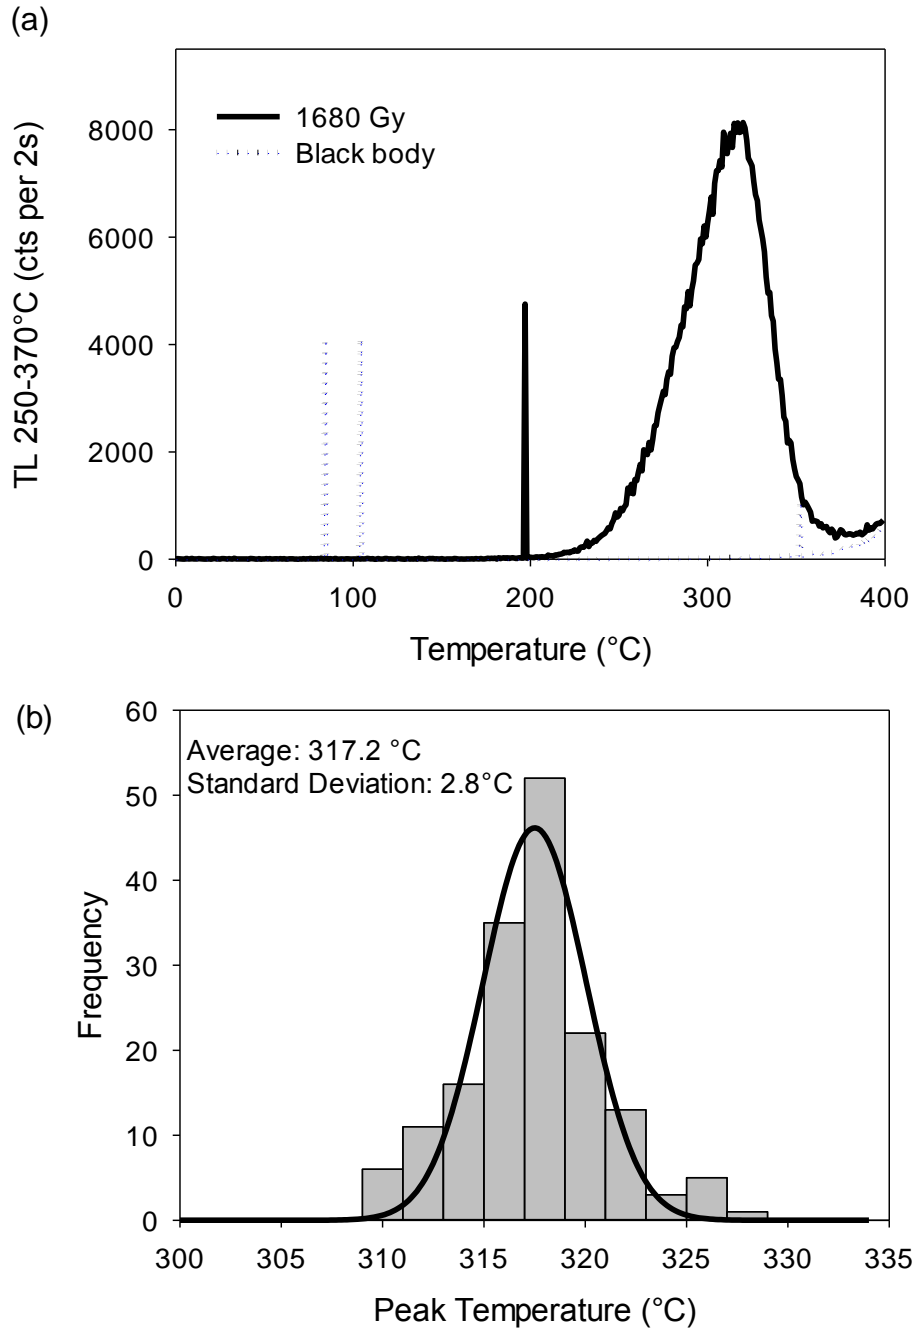 (a)
TL 250-370°C (cts per 2s)
8000
6000
4000
2000
0
1680 Gy
Black body
0 100 200 300 400
Temperature (°C)
(b)
Frequency
60
50
40
30
20
10
0
Average: 317.2 °C
Standard Deviation: 2.8°C
300 305 310 315 320 325 330 335
Peak Temperature (°C)